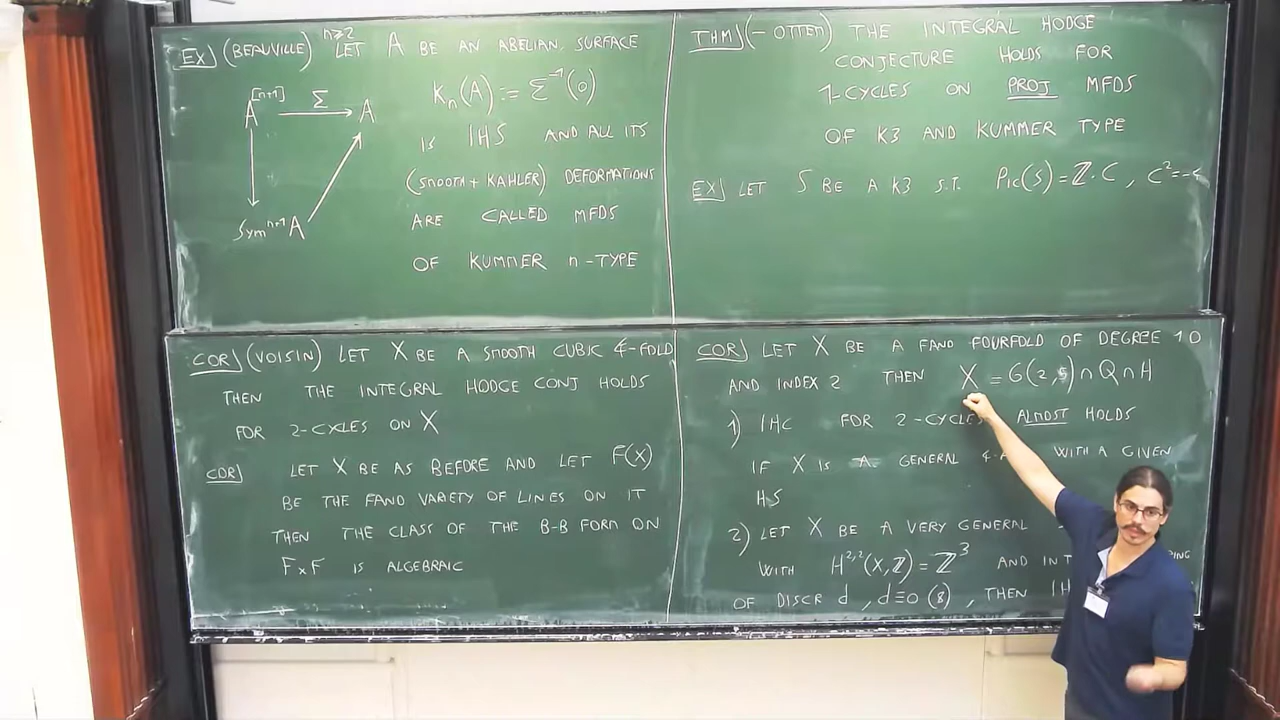 EX] (BEAUVILLE) n≥2 LET A BE AN ABELIAN SURFACE
A^{[n+1]} Σ A
K_n(A) := Σ^{-1}(0)
IS IHS AND ALL ITS
(SMOOTH + KÄHLER) DEFORMATIONS
ARE CALLED MFDS
Sym^{n+1} A
OF KUMMER n-TYPE
THM] (- OTTEM) THE INTEGRAL HODGE
CONJECTURE HOLDS FOR
1-CYCLES ON PROJ MFDS
OF K3 AND KUMMER TYPE
EX] LET S BE A K3 S.T. Pic(S) = ℤ·C, C² = -
COR] (VOISIN) LET X BE A SMOOTH CUBIC 4-FOLD
THEN THE INTEGRAL HODGE CONJ HOLDS
FOR 2-CYCLES ON X
COR] LET X BE AS BEFORE AND LET F(X)
BE THE FANO VARIETY OF LINES ON IT
THEN THE CLASS OF THE B-B FORM ON
F×F IS ALGEBRAIC
COR] LET X BE A FANO FOURFOLD OF DEGREE 10
AND INDEX 2 THEN X = G(2,5) ∩ Q ∩ H
1) IHC FOR 2-CYCLES ALMOST HOLDS
IF X IS A GENERAL WITH A GIVEN
HS
2) LET X BE A VERY GENERAL
WITH H^{2,2}(X,ℤ) = ℤ³ AND
OF DISCR d, d≡0 (8), THEN